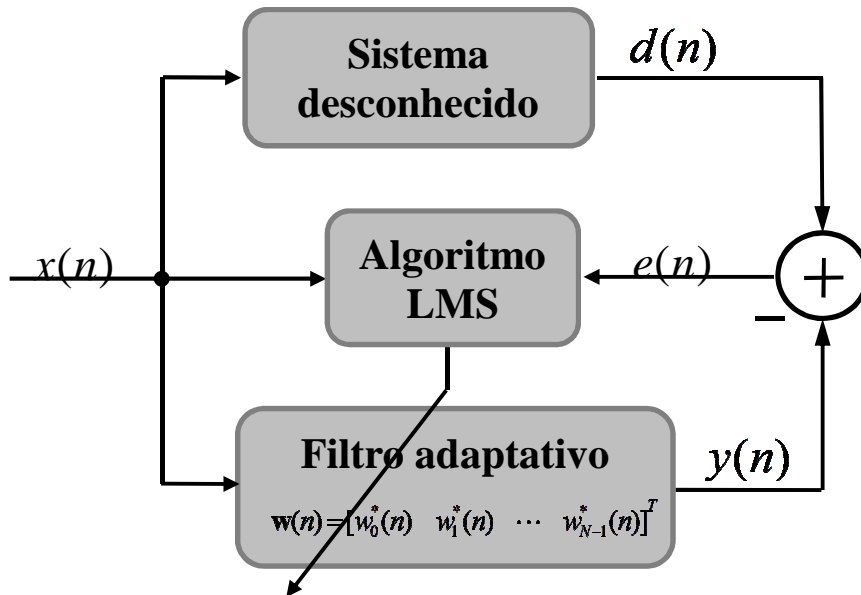 Sistema
desconhecido
d(n)
x(n)
Algoritmo
LMS
e(n)
+
−
Filtro adaptativo
w(n)=[w₀*(n) w₁*(n) ⋯ w*_{N−1}(n)]^T
y(n)